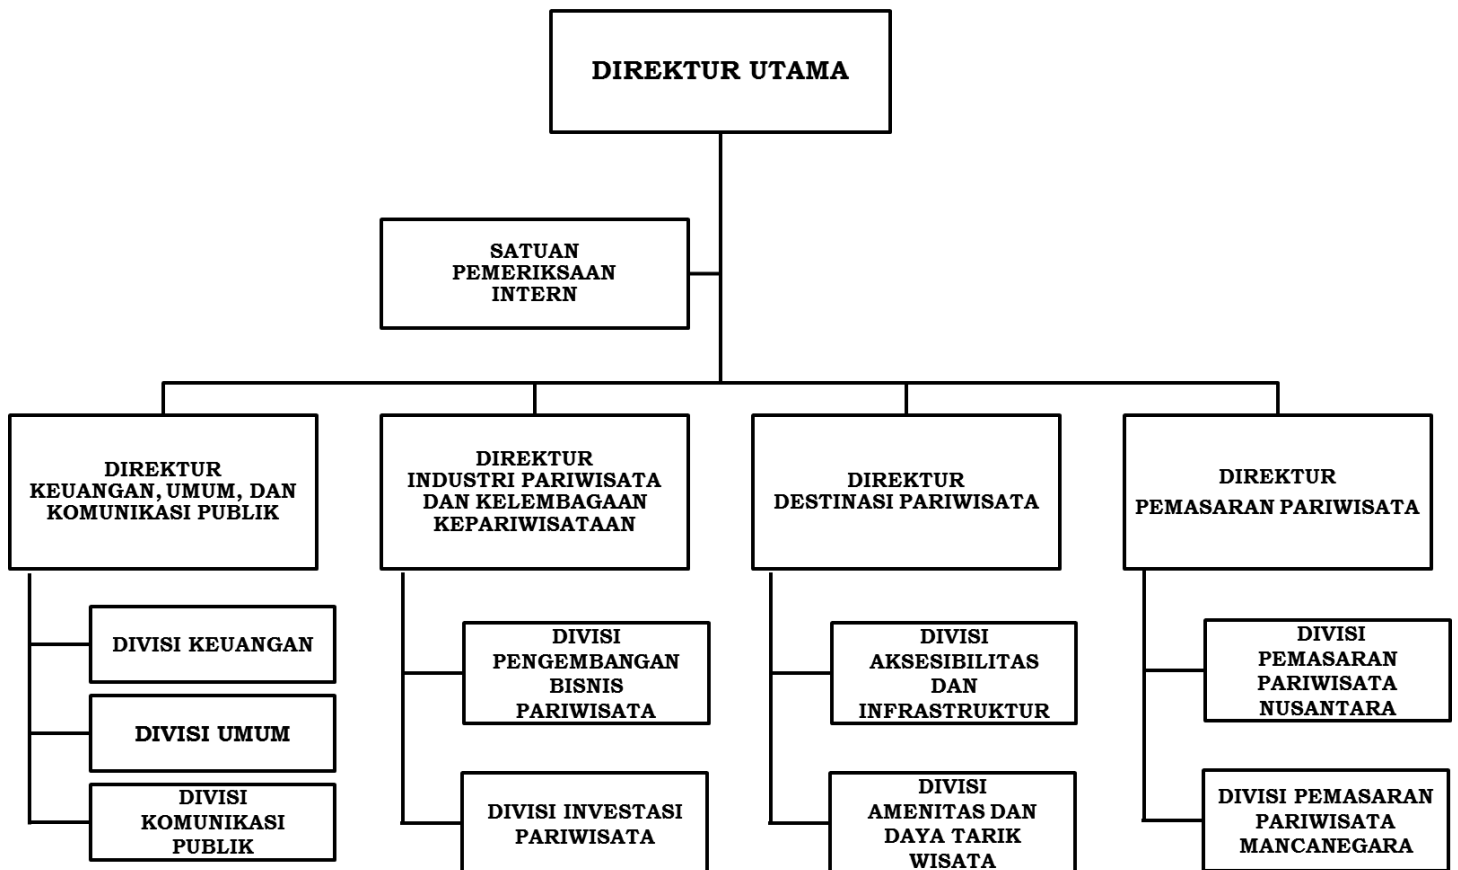 DIREKTUR UTAMA
SATUAN
PEMERIKSAAN
INTERN
DIREKTUR
KEUANGAN, UMUM, DAN
KOMUNIKASI PUBLIK
DIREKTUR
INDUSTRI PARIWISATA
DAN KELEMBAGAAN
KEPARIWISATAAN
DIREKTUR
DESTINASI PARIWISATA
DIREKTUR
PEMASARAN PARIWISATA
DIVISI KEUANGAN
DIVISI UMUM
DIVISI
KOMUNIKASI
PUBLIK
DIVISI
PENGEMBANGAN
BISNIS
PARIWISATA
DIVISI INVESTASI
PARIWISATA
DIVISI
AKSESIBILITAS
DAN
INFRASTRUKTUR
DIVISI
AMENITAS DAN
DAYA TARIK
WISATA
DIVISI
PEMASARAN
PARIWISATA
NUSANTARA
DIVISI PEMASARAN
PARIWISATA
MANCANEGARA